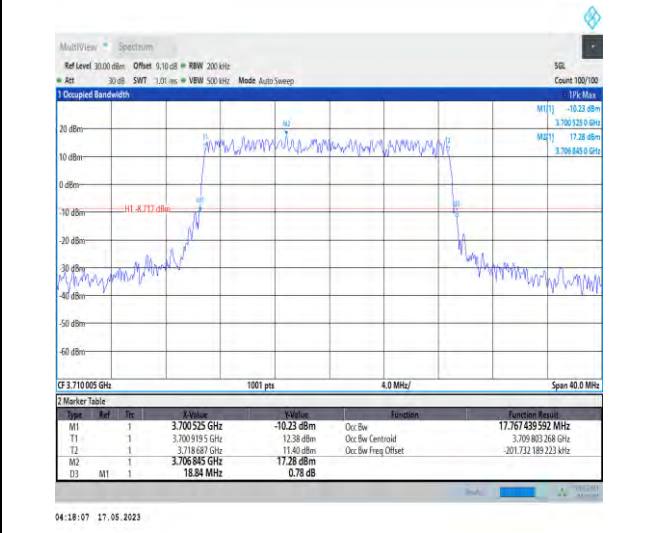 MultiView Spectrum
Ref Level 30.00 dBm Offset 9.10 dB RBW 200 kHz SGL
Att 30 dB SWT 1.01 ms VBW 500 kHz Mode Auto Sweep Count 100/100
1 Occupied Bandwidth 1Pk Max
M1[1] -10.23 dBm
3.700 525 0 GHz
M2[1] 17.28 dBm
3.706 845 0 GHz
M2
T1 T2
20 dBm
10 dBm
0 dBm
M1
H1 -8.717 dBm
-10 dBm
-20 dBm
-30 dBm
-40 dBm
-50 dBm
-60 dBm
CF 3.710 005 GHz 1001 pts 4.0 MHz/ Span 40.0 MHz
2 Marker Table
Type Ref Trc X-Value Y-Value Function Function Result
M1 1 3.700 525 GHz -10.23 dBm Occ Bw 17.767 439 592 MHz
T1 1 3.700 919 5 GHz 12.38 dBm Occ Bw Centroid 3.709 803 268 GHz
T2 1 3.718 687 GHz 11.40 dBm Occ Bw Freq Offset -201.732 189 223 kHz
M2 1 3.706 845 GHz 17.28 dBm
D3 M1 1 18.84 MHz 0.78 dB
04:18:07 17.05.2023